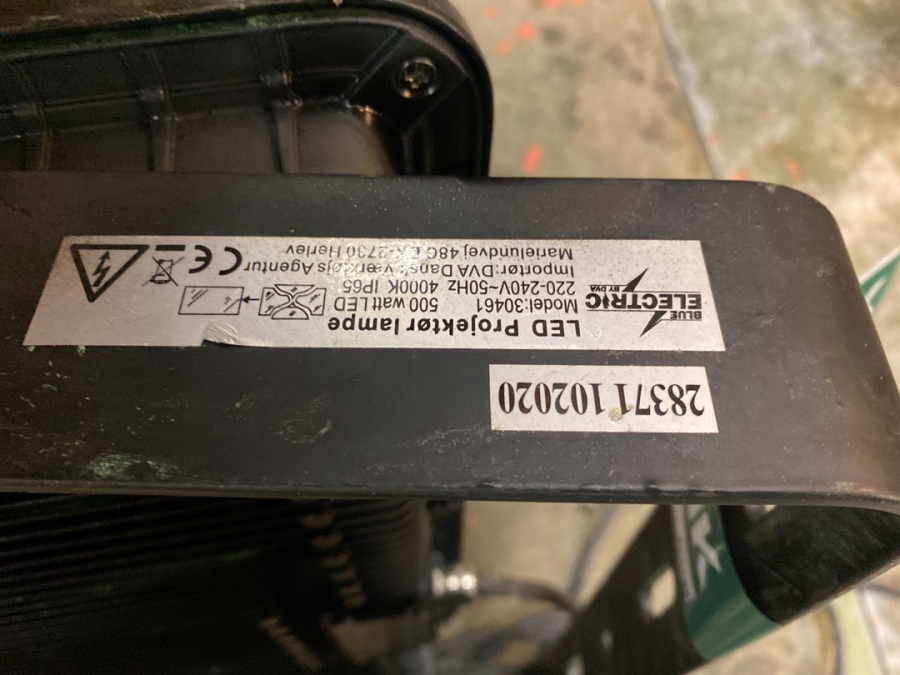 BLUE
ELECTRIC
BY DVA
LED Projektør lampe
Model:30461 500 watt LED
220-240V~50Hz 4000K IP65
Importør: DVA Dansk Værktøjs Agentur
Marielundvej 48C DK-2730 Herlev
CE
28371 102020